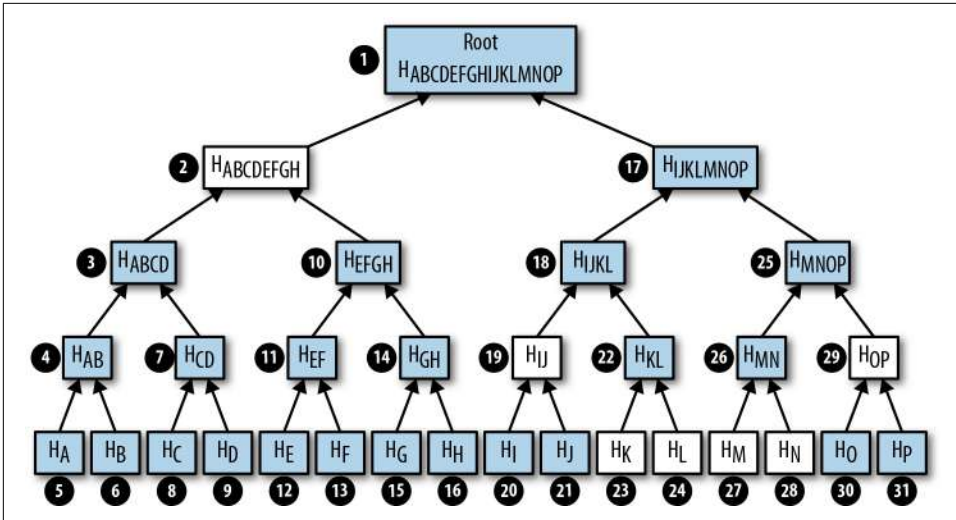 1 Root
HABCDEFGHIJKLMNOP
2 HABCDEFGH 17 HIJKLMNOP
3 HABCD 10 HEFGH 18 HIJKL 25 HMNOP
4 HAB 7 HCD 11 HEF 14 HGH 19 HIJ 22 HKL 26 HMN 29 HOP
HA HB HC HD HE HF HG HH HI HJ HK HL HM HN HO HP
5 6 8 9 12 13 15 16 20 21 23 24 27 28 30 31